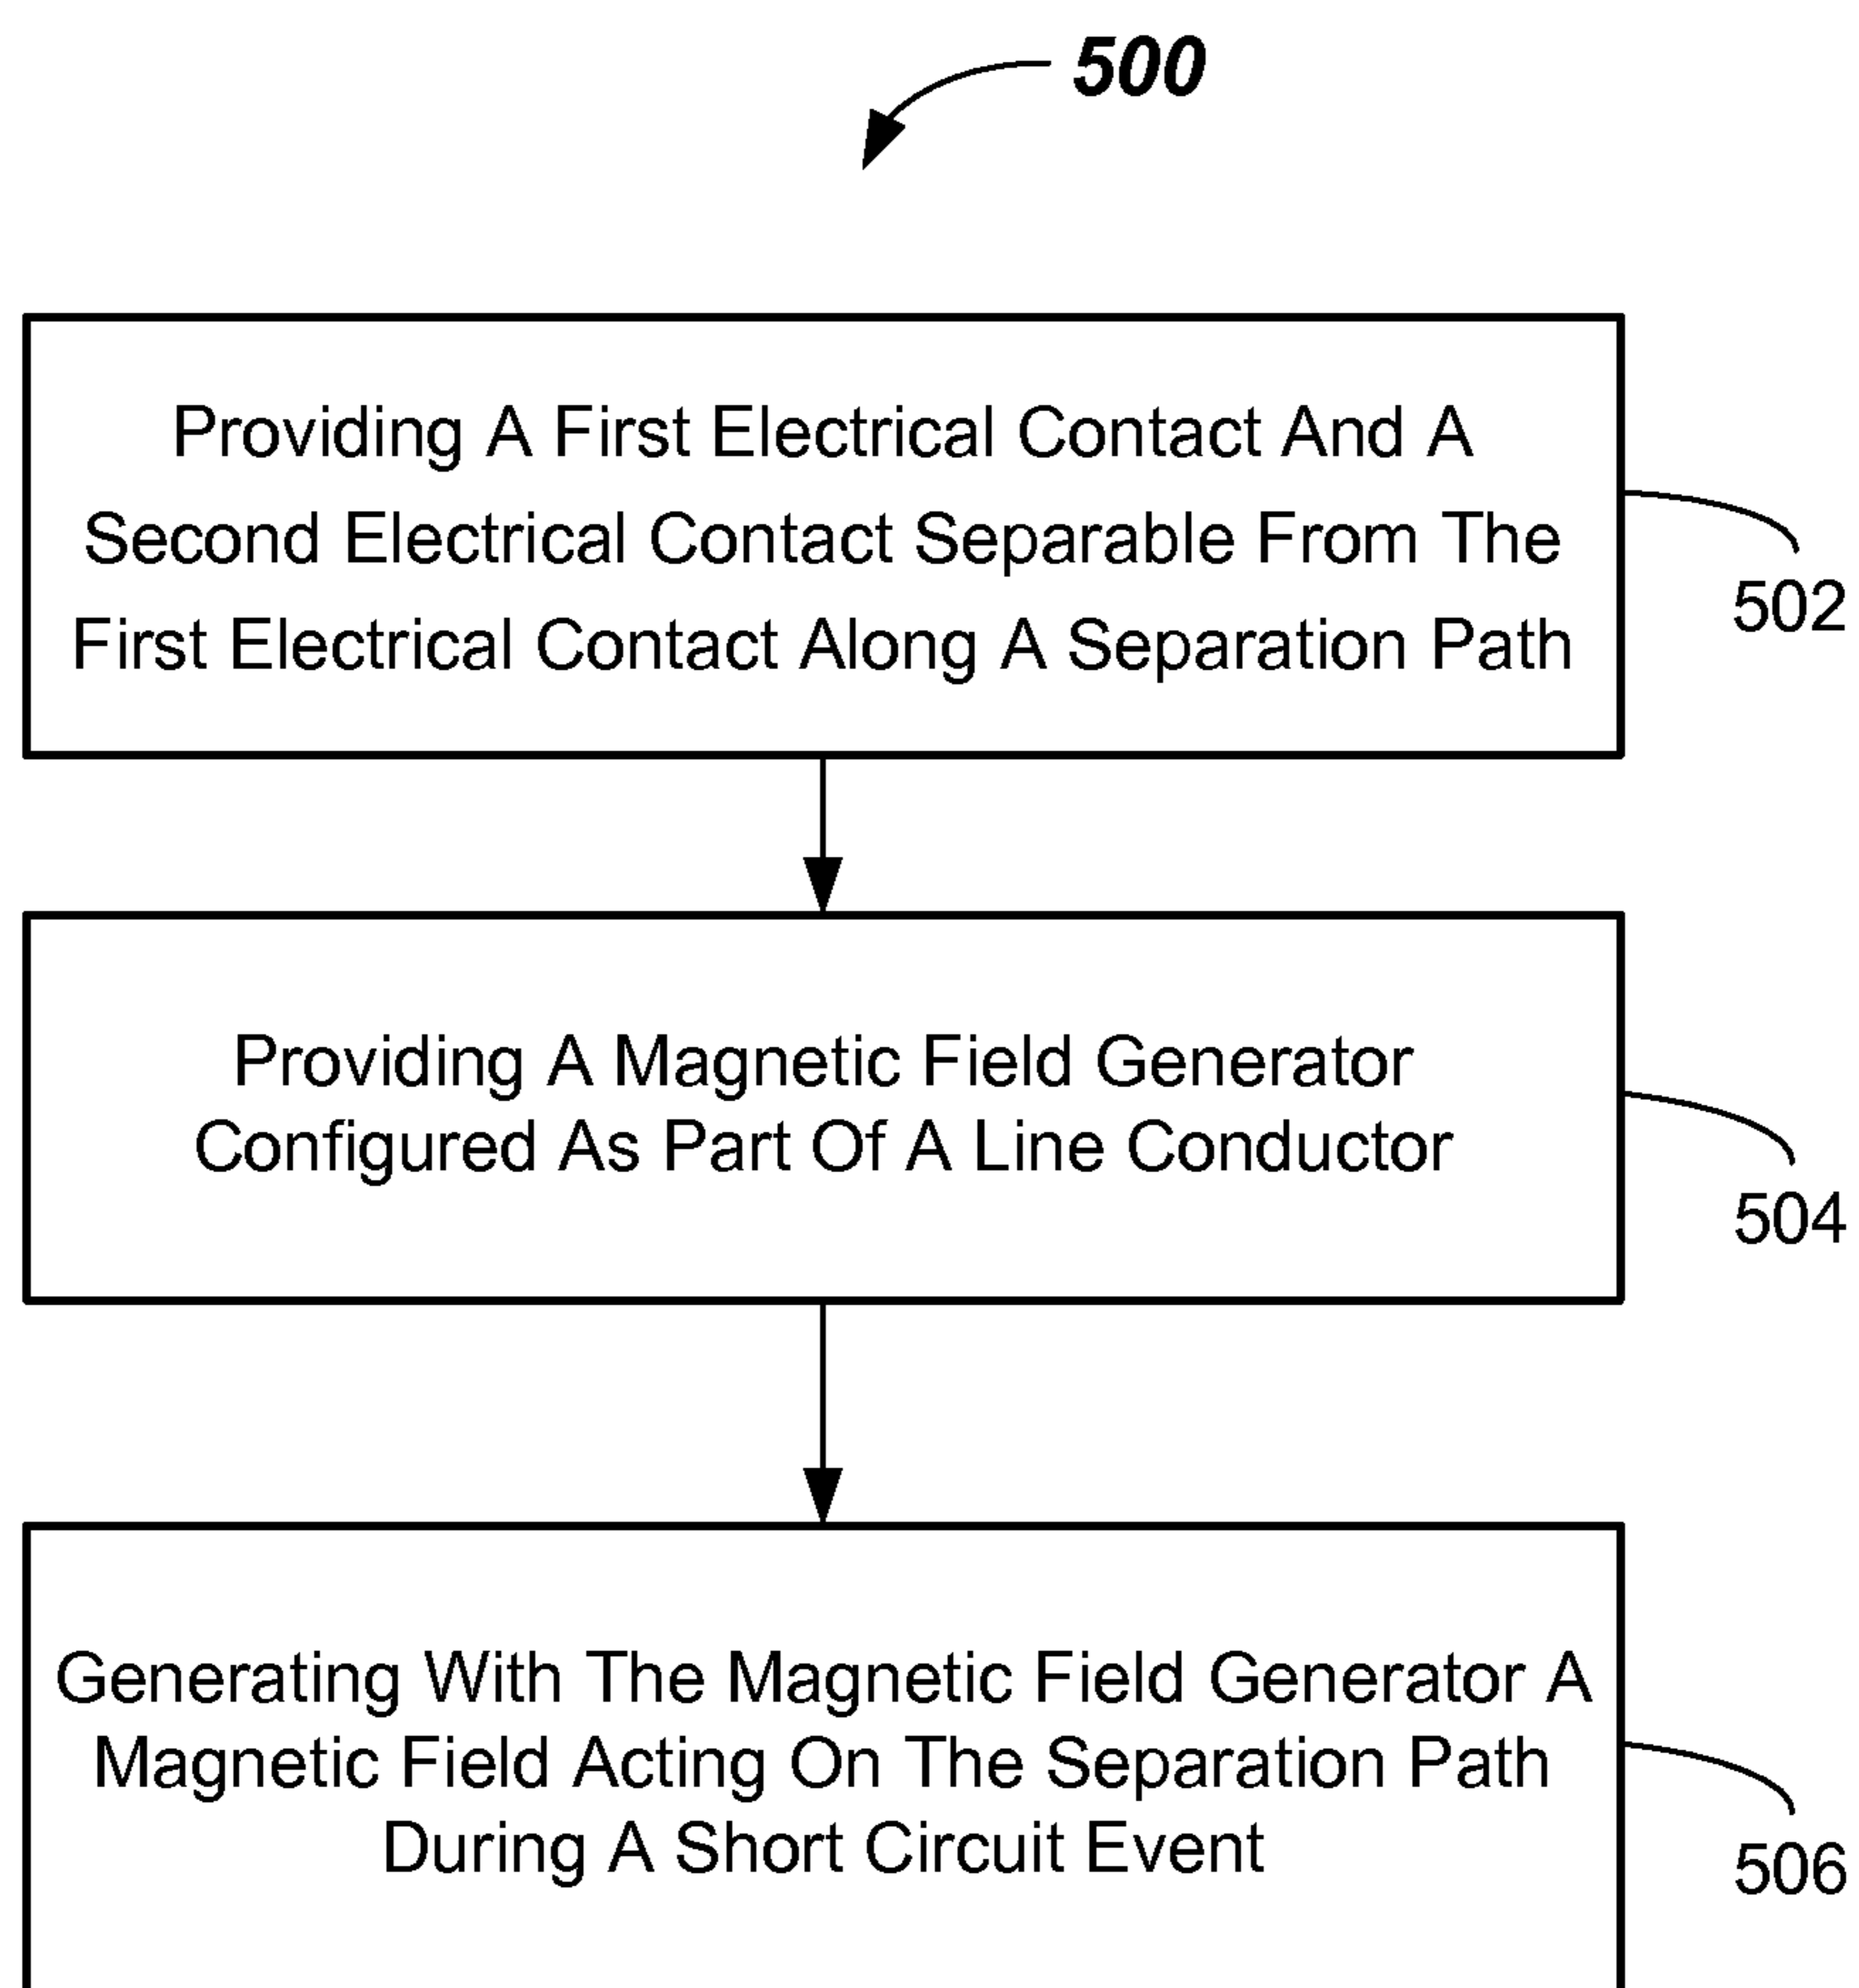 500
Providing A First Electrical Contact And A
Second Electrical Contact Separable From The
First Electrical Contact Along A Separation Path
502
Providing A Magnetic Field Generator
Configured As Part Of A Line Conductor
504
Generating With The Magnetic Field Generator A
Magnetic Field Acting On The Separation Path
During A Short Circuit Event
506